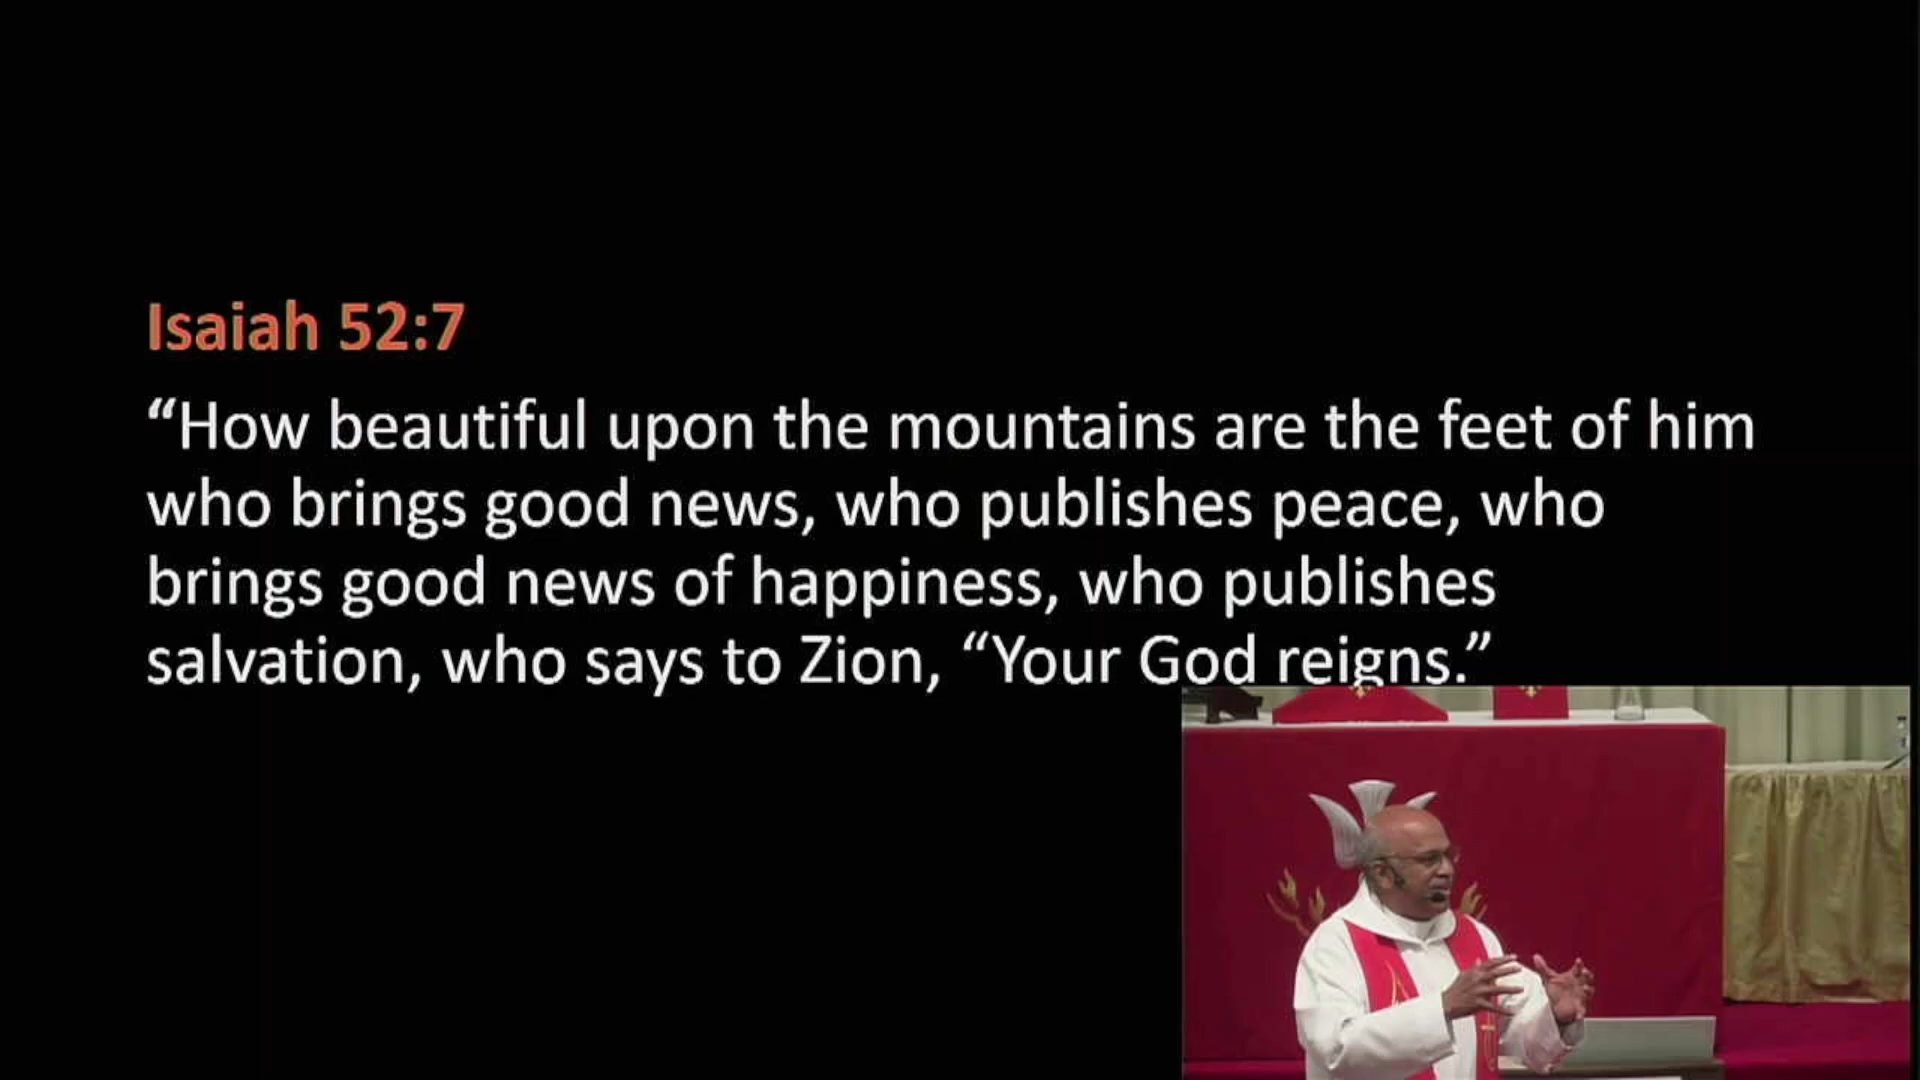 Isaiah 52:7
“How beautiful upon the mountains are the feet of him
who brings good news, who publishes peace, who
brings good news of happiness, who publishes
salvation, who says to Zion, “Your God reigns.”